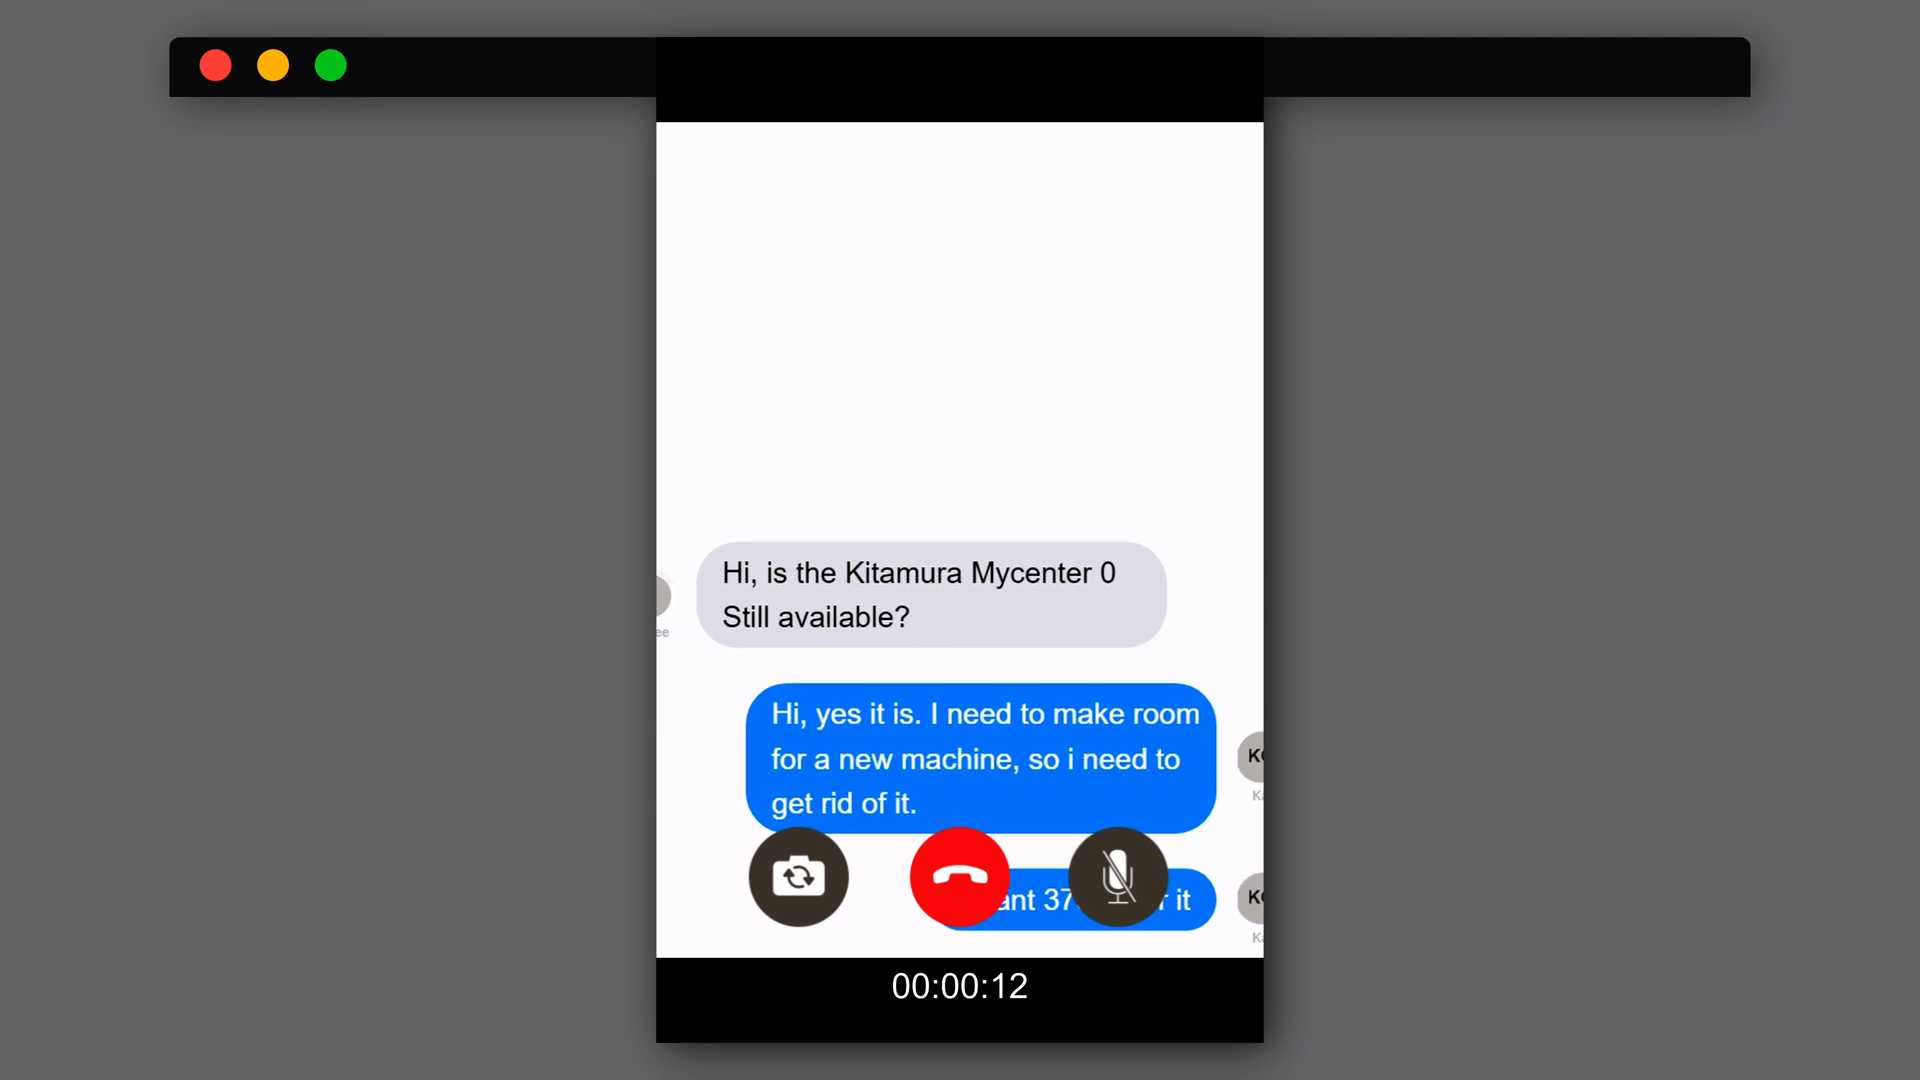 Hi, is the Kitamura Mycenter 0
Still available?
ee
Hi, yes it is. I need to make room
for a new machine, so i need to
get rid of it.
it
00:00:12